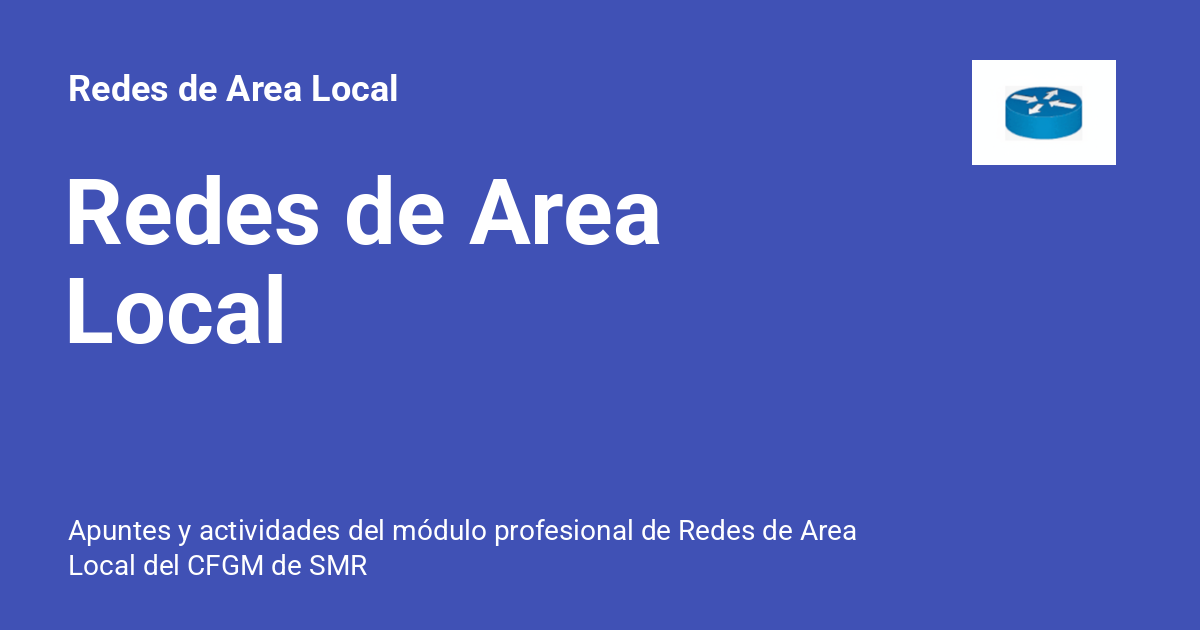 Redes de Area Local
Redes de Area
Local
Apuntes y actividades del módulo profesional de Redes de Area
Local del CFGM de SMR